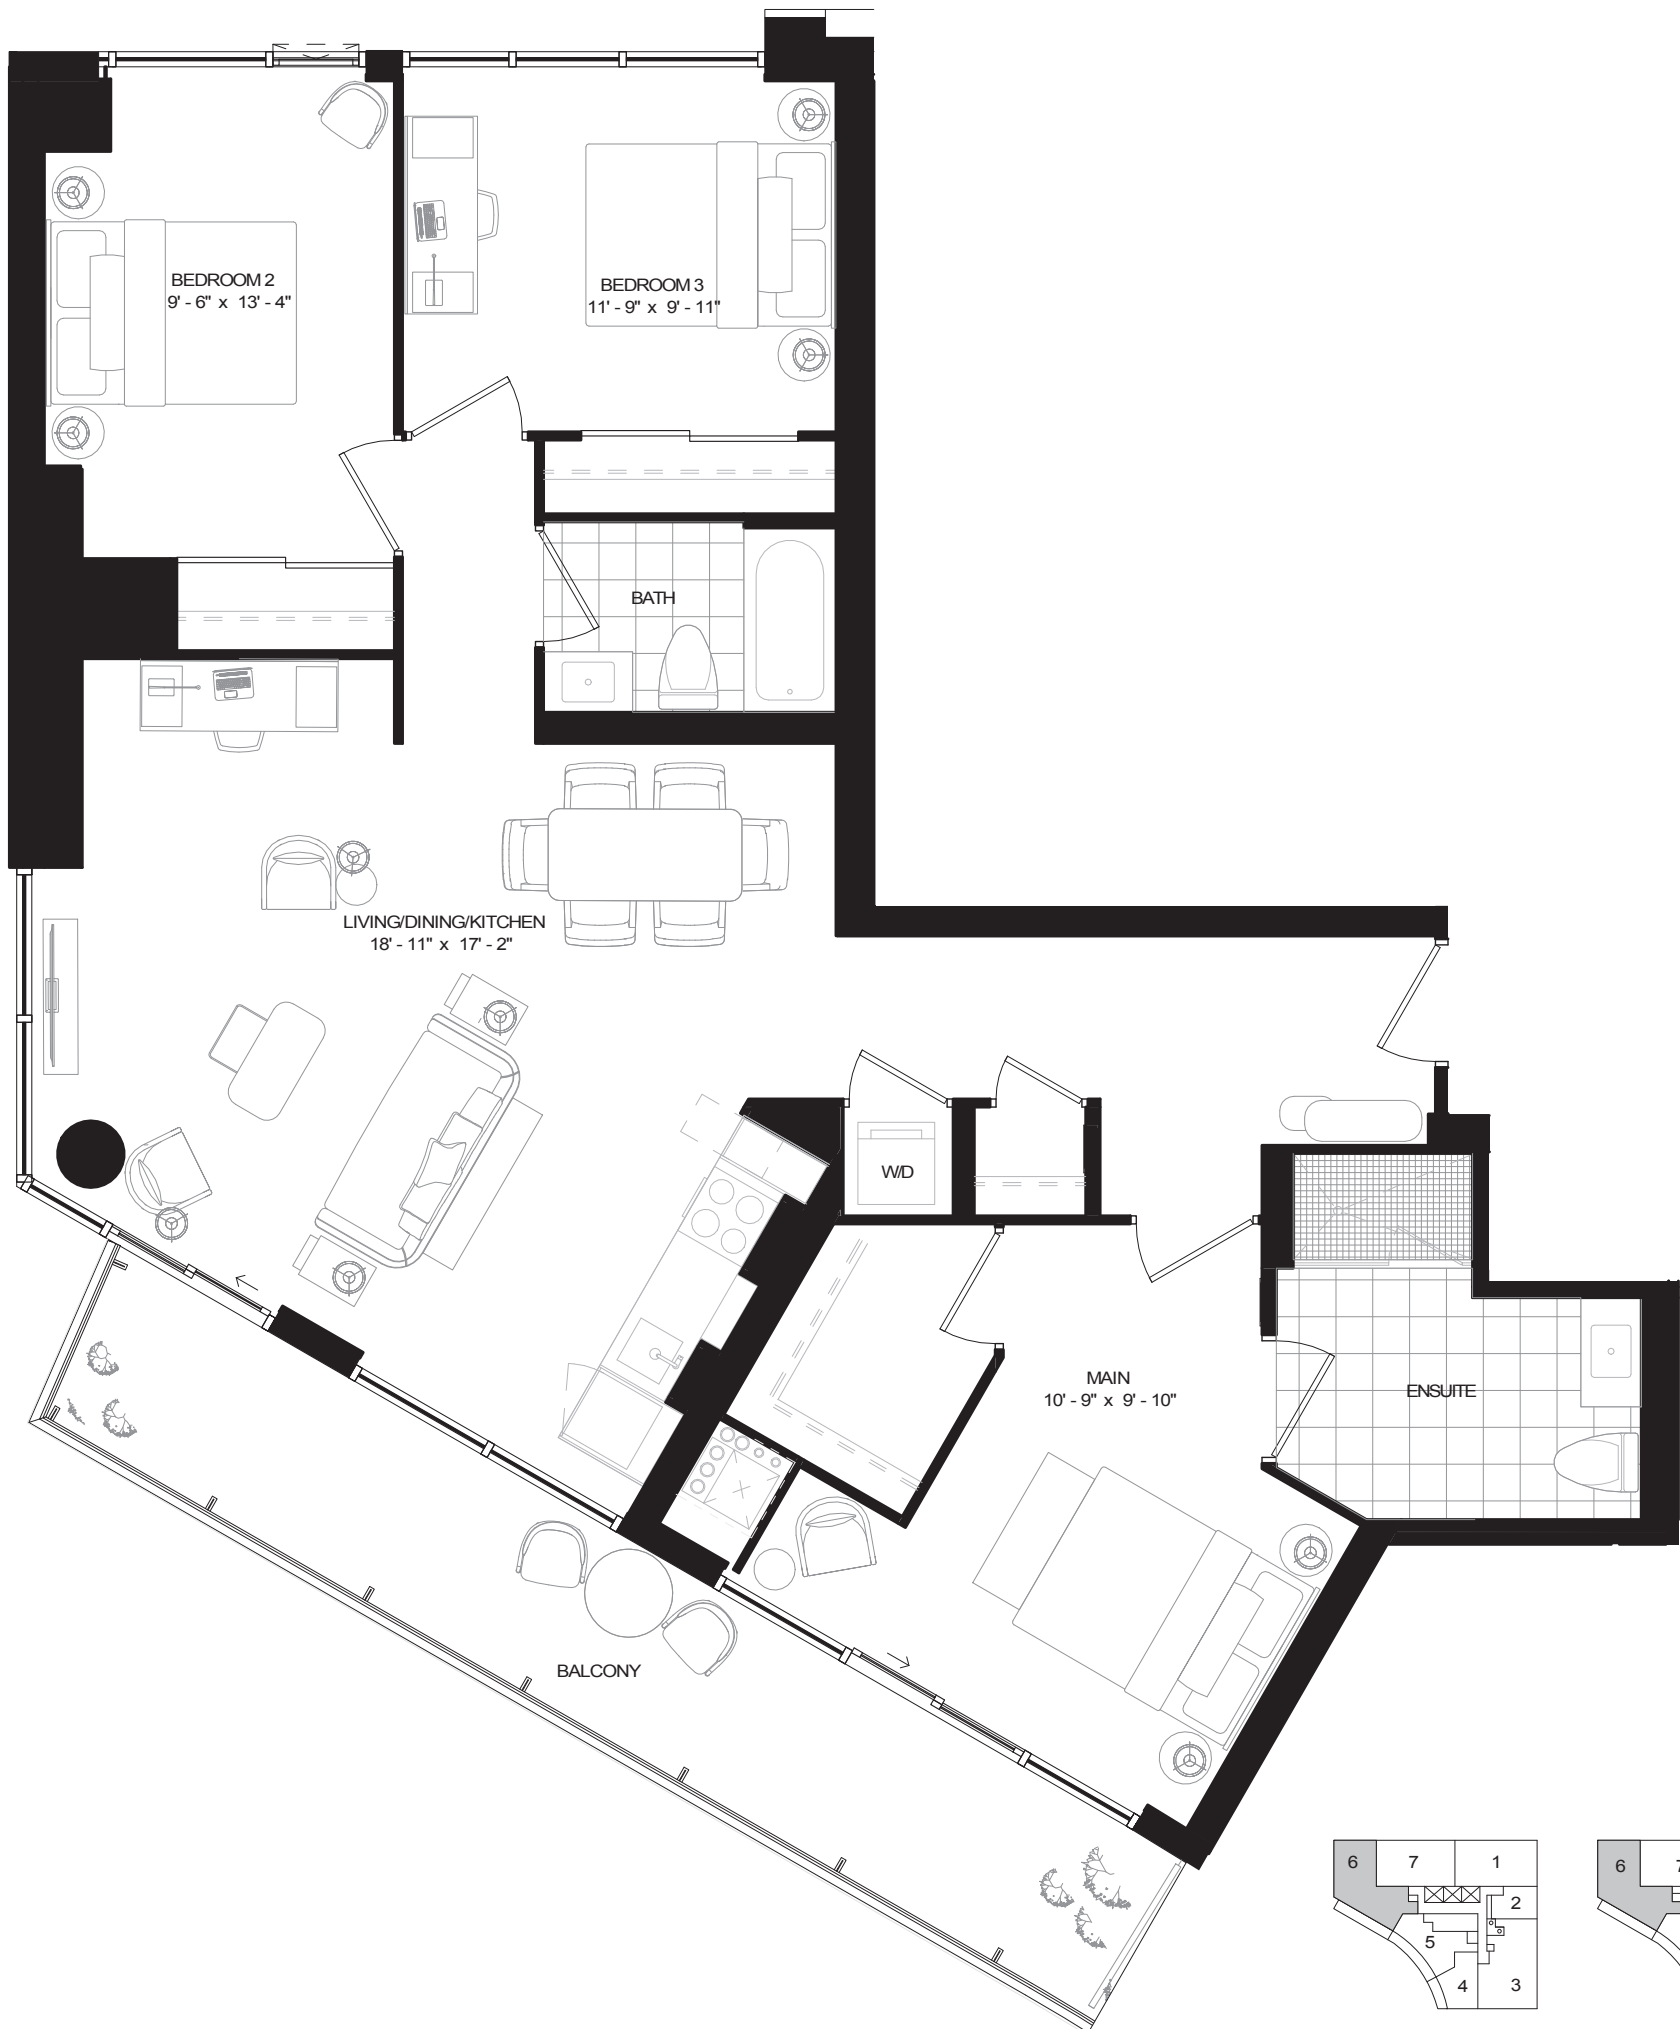 BEDROOM 2
9' - 6" x 13' - 4"
BEDROOM 3
11' - 9" x 9' - 11"
BATH
LIVING/DINING/KITCHEN
18' - 11" x 17' - 2"
W/D
MAIN
10' - 9" x 9' - 10"
ENSUITE
BALCONY
6 7 1
2
5
4 3
6